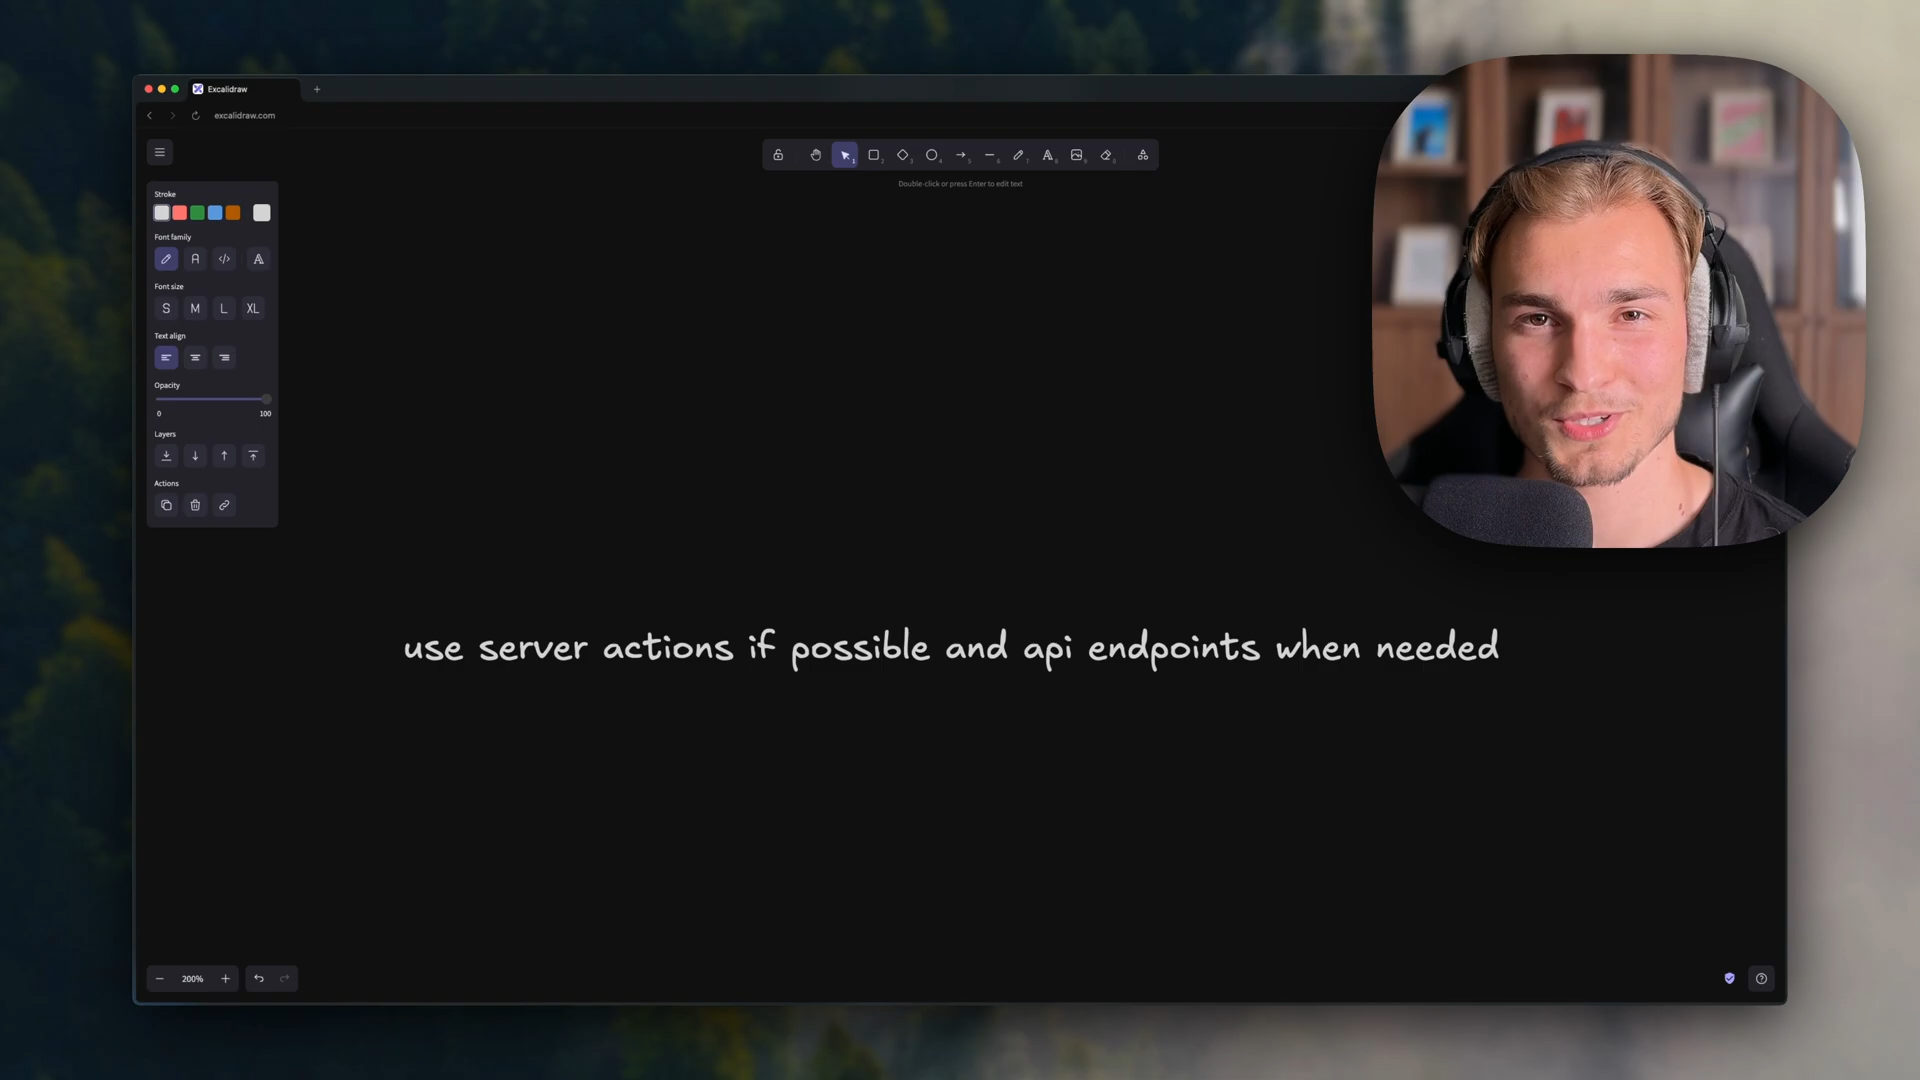 Excalidraw
excalidraw.com
Double-click or press Enter to edit text
Stroke
Font family
Font size
S M L XL
Text align
Opacity
0 100
Layers
Actions
use server actions if possible and api endpoints when needed
200%